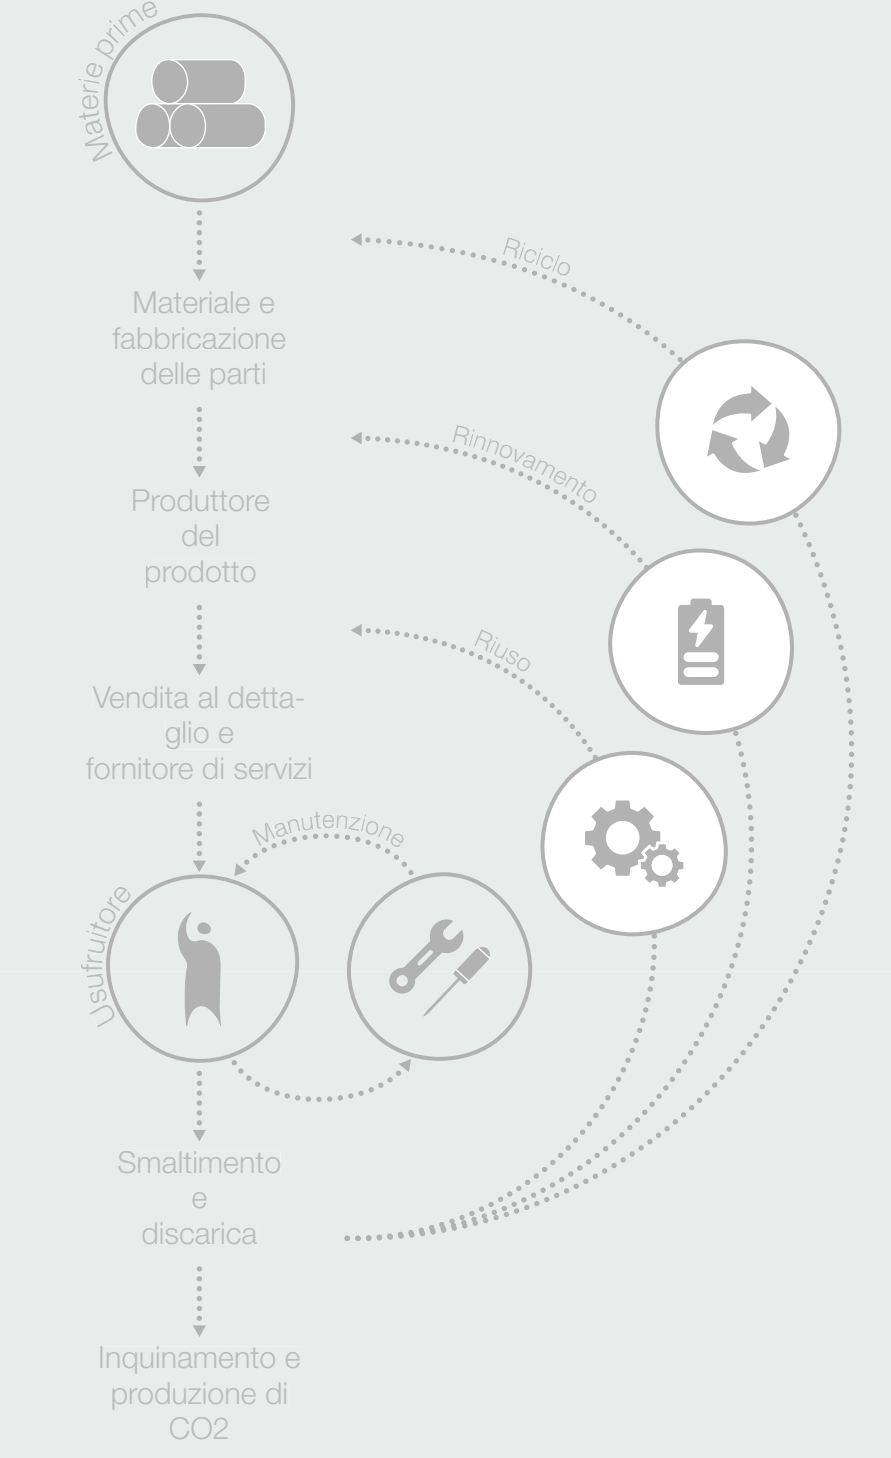 Materie prime
Riciclo
Materiale e
fabbricazione
delle parti
Rinnovamento
Produttore
del
prodotto
Riuso
Vendita al detta-
glio e
fornitore di servizi
Manutenzione
Usufruitore
Smaltimento
e
discarica
Inquinamento e
produzione di
CO2